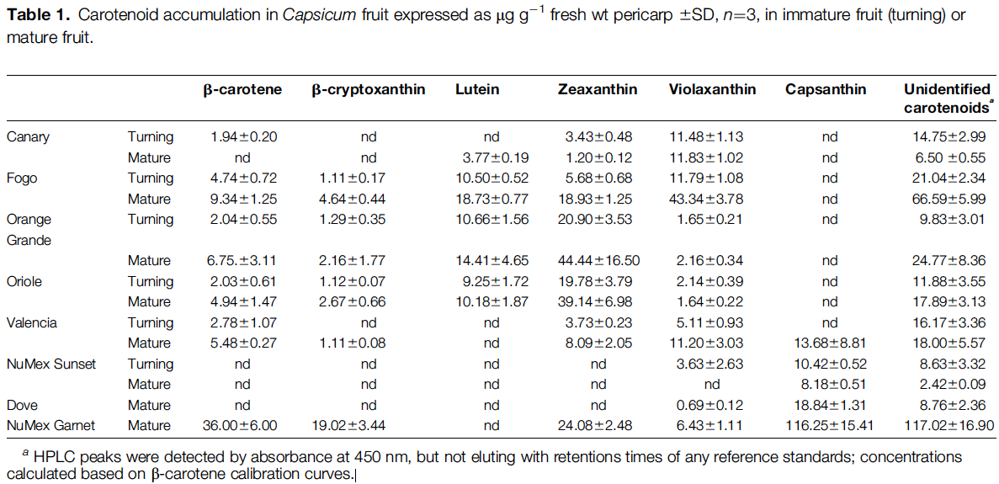 Table 1. Carotenoid accumulation in Capsicum fruit expressed as μg g−1 fresh wt pericarp ±SD, n=3, in immature fruit (turning) or
mature fruit.
β-carotene β-cryptoxanthin Lutein Zeaxanthin Violaxanthin Capsanthin Unidentified
carotenoidsa
Canary Turning 1.94±0.20 nd nd 3.43±0.48 11.48±1.13 nd 14.75±2.99
Mature nd nd 3.77±0.19 1.20±0.12 11.83±1.02 nd 6.50 ±0.55
Fogo Turning 4.74±0.72 1.11±0.17 10.50±0.52 5.68±0.68 11.79±1.08 nd 21.04±2.34
Mature 9.34±1.25 4.64±0.44 18.73±0.77 18.93±1.25 43.34±3.78 nd 66.59±5.99
Orange Turning 2.04±0.55 1.29±0.35 10.66±1.56 20.90±3.53 1.65±0.21 nd 9.83±3.01
Grande
Mature 6.75.±3.11 2.16±1.77 14.41±4.65 44.44±16.50 2.16±0.34 nd 24.77±8.36
Oriole Turning 2.03±0.61 1.12±0.07 9.25±1.72 19.78±3.79 2.14±0.39 nd 11.88±3.55
Mature 4.94±1.47 2.67±0.66 10.18±1.87 39.14±6.98 1.64±0.22 nd 17.89±3.13
Valencia Turning 2.78±1.07 nd nd 3.73±0.23 5.11±0.93 nd 16.17±3.36
Mature 5.48±0.27 1.11±0.08 nd 8.09±2.05 11.20±3.03 13.68±8.81 18.00±5.57
NuMex Sunset Turning nd nd nd nd 3.63±2.63 10.42±0.52 8.63±3.32
Mature nd nd nd nd nd 8.18±0.51 2.42±0.09
Dove Mature nd nd nd nd 0.69±0.12 18.84±1.31 8.76±2.36
NuMex Garnet Mature 36.00±6.00 19.02±3.44 nd 24.08±2.48 6.43±1.11 116.25±15.41 117.02±16.90
a HPLC peaks were detected by absorbance at 450 nm, but not eluting with retentions times of any reference standards; concentrations
calculated based on β-carotene calibration curves.